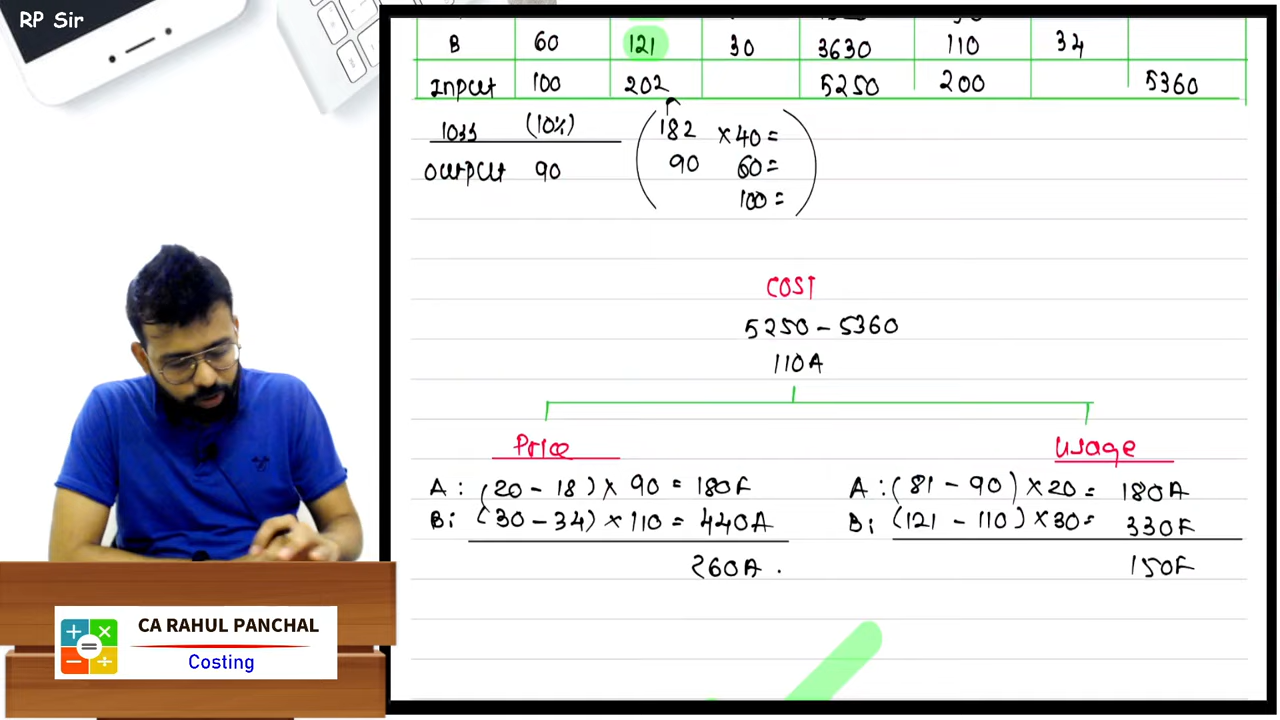 RP Sir
B 60 121 30 3630 110 34
Input 100 202 5250 200 5360
loss (10%)
output 90
182 ×40=
90 60=
100=
COST
5250 - 5360
110A
Price
A: (20 - 18) × 90 = 180F
B: (30 - 34) × 110 = 440A
260A
Usage
A: (81 - 90) × 20 = 180A
B: (121 - 110) × 30 = 330F
150F
CA RAHUL PANCHAL
Costing